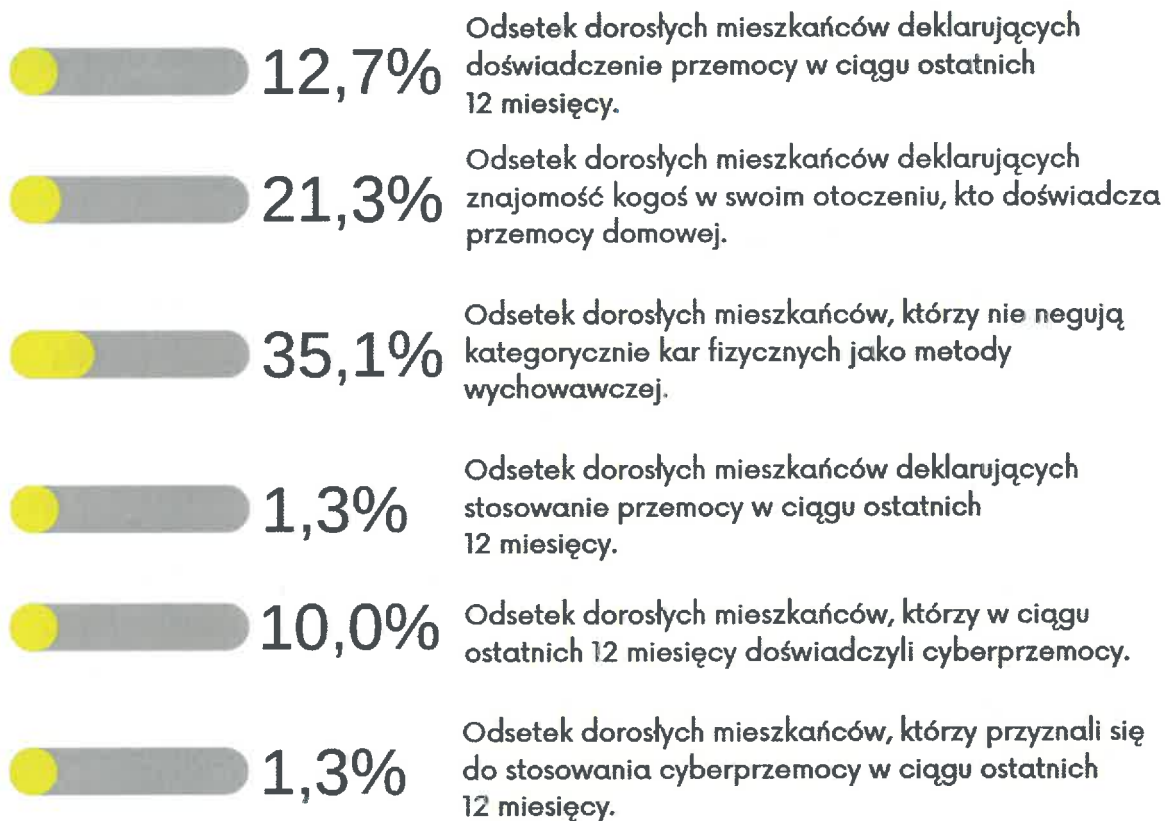 12,7%
Odsetek dorosłych mieszkańców deklarujących
doświadczenie przemocy w ciągu ostatnich
12 miesięcy.
21,3%
Odsetek dorosłych mieszkańców deklarujących
znajomość kogoś w swoim otoczeniu, kto doświadcza
przemocy domowej.
35,1%
Odsetek dorosłych mieszkańców, którzy nie negują
kategorycznie kar fizycznych jako metody
wychowawczej.
1,3%
Odsetek dorosłych mieszkańców deklarujących
stosowanie przemocy w ciągu ostatnich
12 miesięcy.
10,0%
Odsetek dorosłych mieszkańców, którzy w ciągu
ostatnich 12 miesięcy doświadczyli cyberprzemocy.
1,3%
Odsetek dorosłych mieszkańców, którzy przyznali się
do stosowania cyberprzemocy w ciągu ostatnich
12 miesięcy.